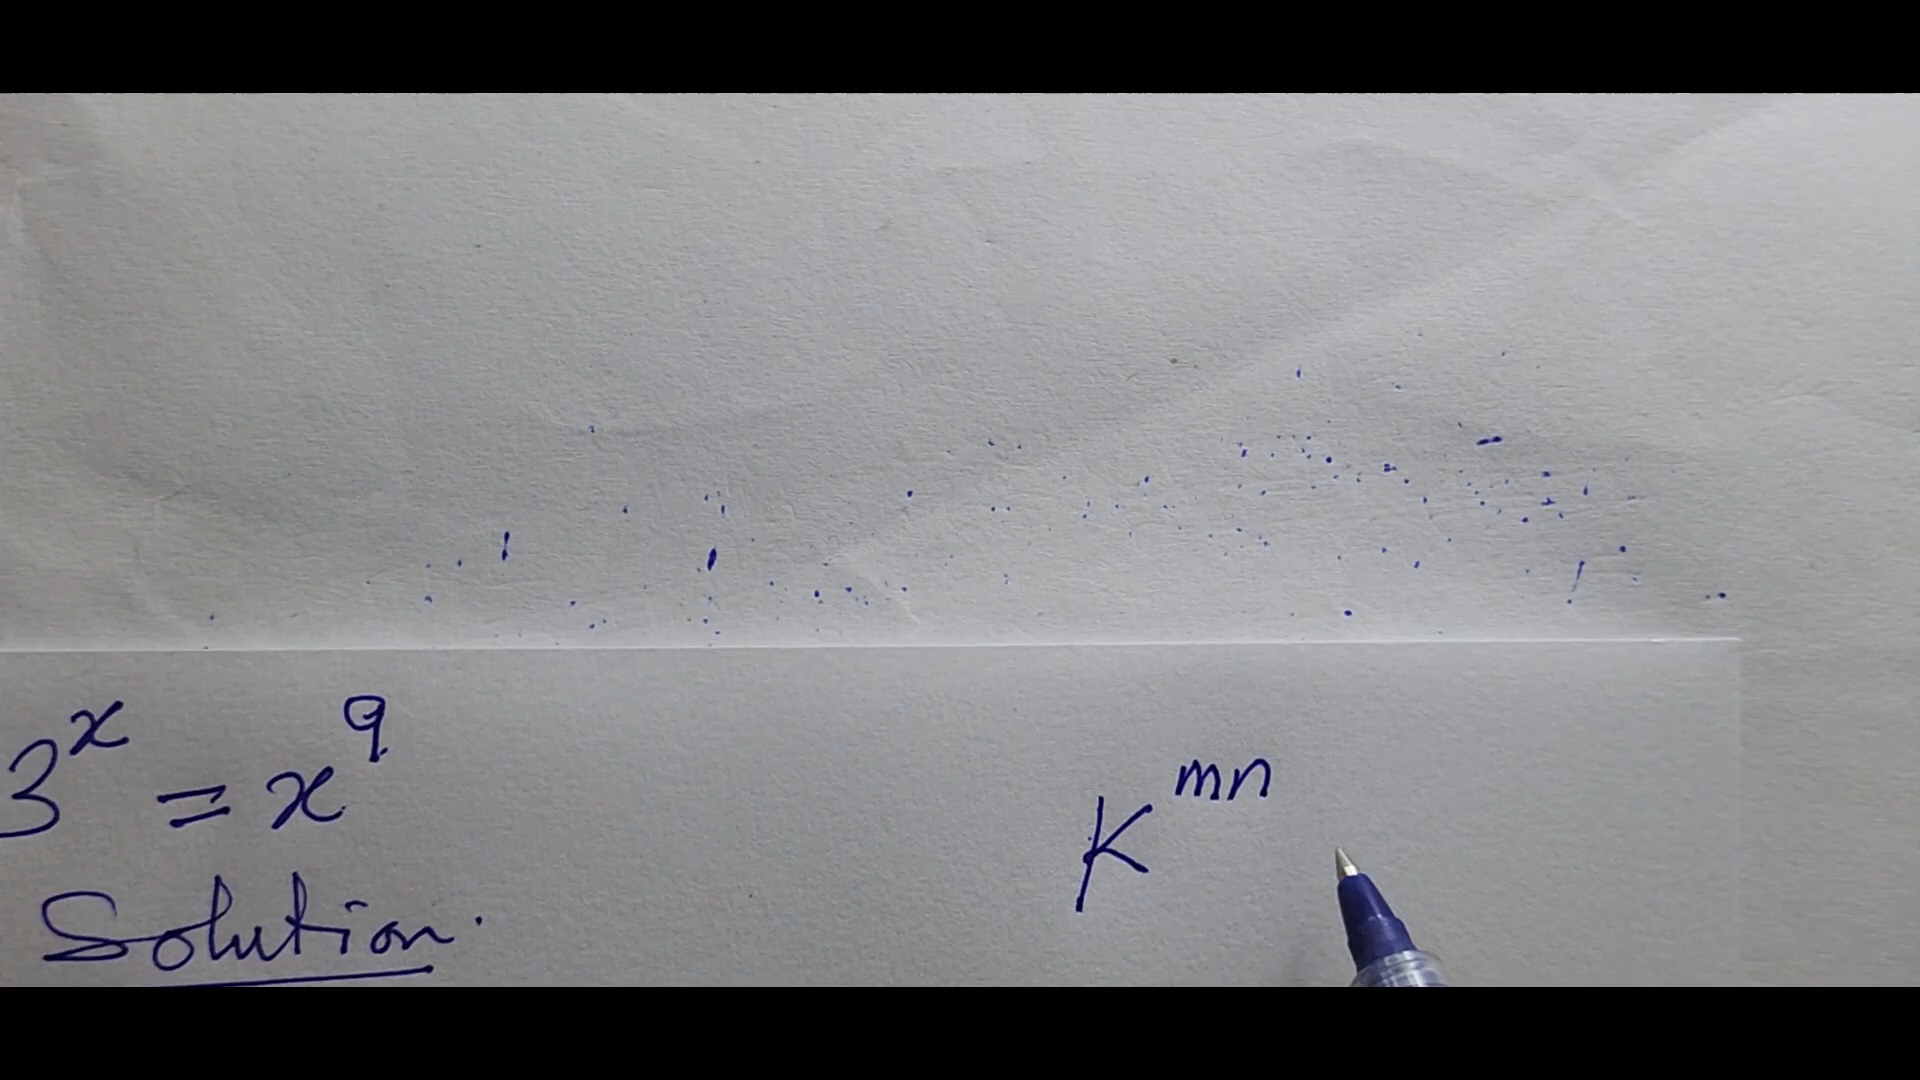 3^x = x^9
K^mn
Solution.